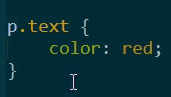 p.text {
    color: red;
}